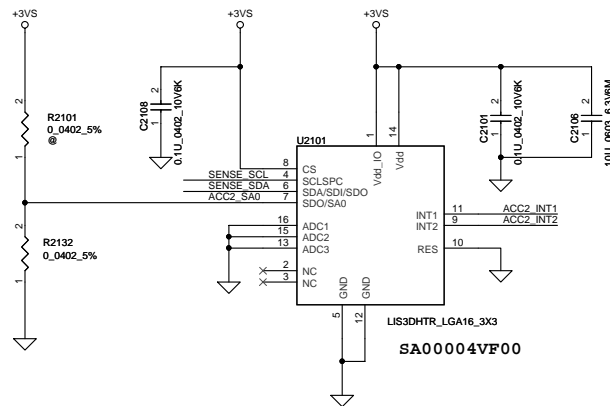 +3VS
+3VS
+3VS
2
R2101
0_0402_5%
@
1
2
R2132
0_0402_5%
1
2
1
C2108
0.1U_0402_10V6K
2
1
C2101
0.1U_0402_10V6K
2
1
C2106
10U_0603_6.3V6M
U2101
1
14
Vdd_IO
Vdd
8
CS
SENSE_SCL
4
SCLSPC
SENSE_SDA
6
SDA/SDI/SDO
ACC2_SA0
7
SDO/SA0
16
ADC1
15
ADC2
13
ADC3
2
NC
3
NC
INT1
11
ACC2_INT1
INT2
9
ACC2_INT2
RES
10
GND
GND
5
12
LIS3DHTR_LGA16_3X3
SA00004VF00